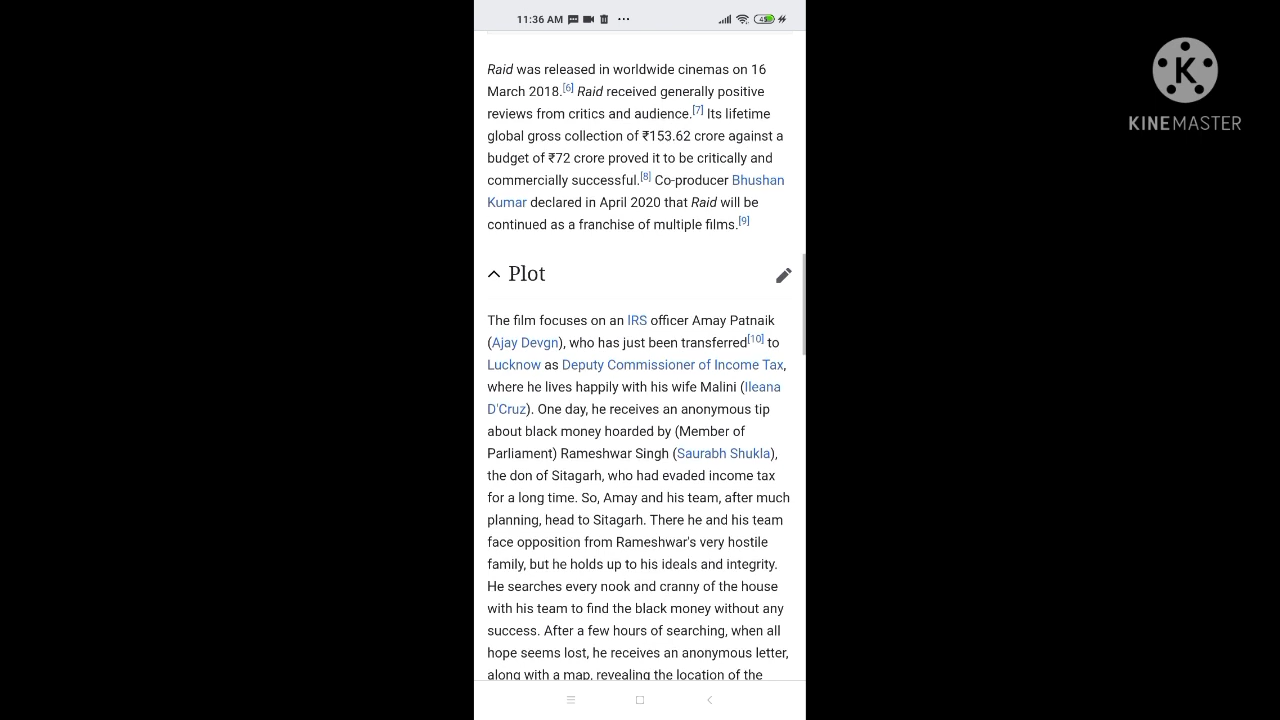 11:36 AM
45
Raid was released in worldwide cinemas on 16
March 2018.[6] Raid received generally positive
reviews from critics and audience.[7] Its lifetime
global gross collection of ₹153.62 crore against a
budget of ₹72 crore proved it to be critically and
commercially successful.[8] Co-producer Bhushan
Kumar declared in April 2020 that Raid will be
continued as a franchise of multiple films.[9]
Plot
The film focuses on an IRS officer Amay Patnaik
(Ajay Devgn), who has just been transferred[10] to
Lucknow as Deputy Commissioner of Income Tax,
where he lives happily with his wife Malini (Ileana
D'Cruz). One day, he receives an anonymous tip
about black money hoarded by (Member of
Parliament) Rameshwar Singh (Saurabh Shukla),
the don of Sitagarh, who had evaded income tax
for a long time. So, Amay and his team, after much
planning, head to Sitagarh. There he and his team
face opposition from Rameshwar's very hostile
family, but he holds up to his ideals and integrity.
He searches every nook and cranny of the house
with his team to find the black money without any
success. After a few hours of searching, when all
hope seems lost, he receives an anonymous letter,
along with a map, revealing the location of the
K
KINEMASTER